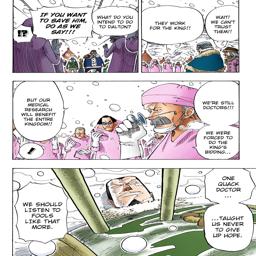 IF YOU WANT
TO SAVE HIM,
DO AS WE
SAY!!!
!?
WHAT DO YOU
INTEND TO DO
TO DALTON?
THEY WORK
FOR THE KING!!
WAIT!
WE CAN'T
TRUST
THEM!!
BUT OUR
MEDICAL
RESEARCH
WILL BENEFIT
THE ENTIRE
KINGDOM!!
!
WE'RE STILL
DOCTORS!!!
WE WERE
FORCED TO
DO THE
KING'S
BIDDING...
ONE
QUACK
DOCTOR
...
...TAUGHT
US NEVER
TO GIVE
UP HOPE.
WE SHOULD
LISTEN TO
FOOLS
LIKE THAT
MORE.